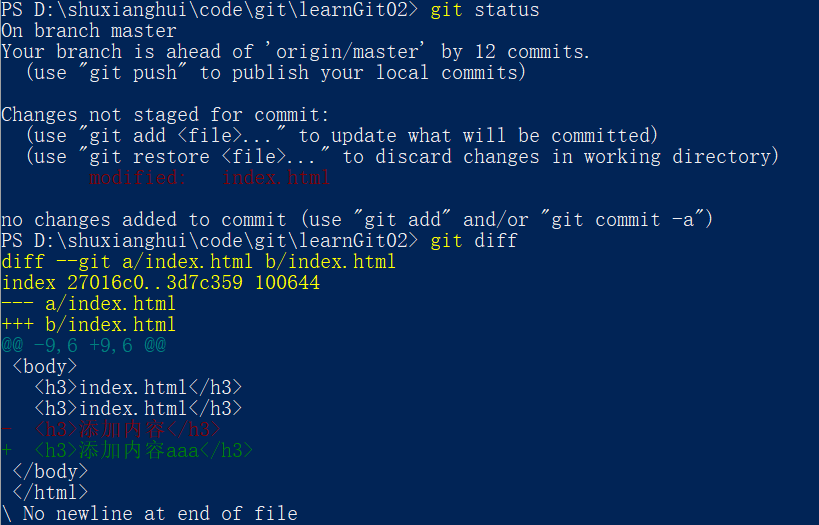 PS D:\shuxianghui\code\git\learnGit02> git status
On branch master
Your branch is ahead of 'origin/master' by 12 commits.
  (use "git push" to publish your local commits)

Changes not staged for commit:
  (use "git add <file>..." to update what will be committed)
  (use "git restore <file>..." to discard changes in working directory)
        modified:   index.html

no changes added to commit (use "git add" and/or "git commit -a")
PS D:\shuxianghui\code\git\learnGit02> git diff
diff --git a/index.html b/index.html
index 27016c0..3d7c359 100644
--- a/index.html
+++ b/index.html
@@ -9,6 +9,6 @@
 <body>
   <h3>index.html</h3>
   <h3>index.html</h3>
-  <h3>添加内容</h3>
+  <h3>添加内容aaa</h3>
 </body>
 </html>
\ No newline at end of file